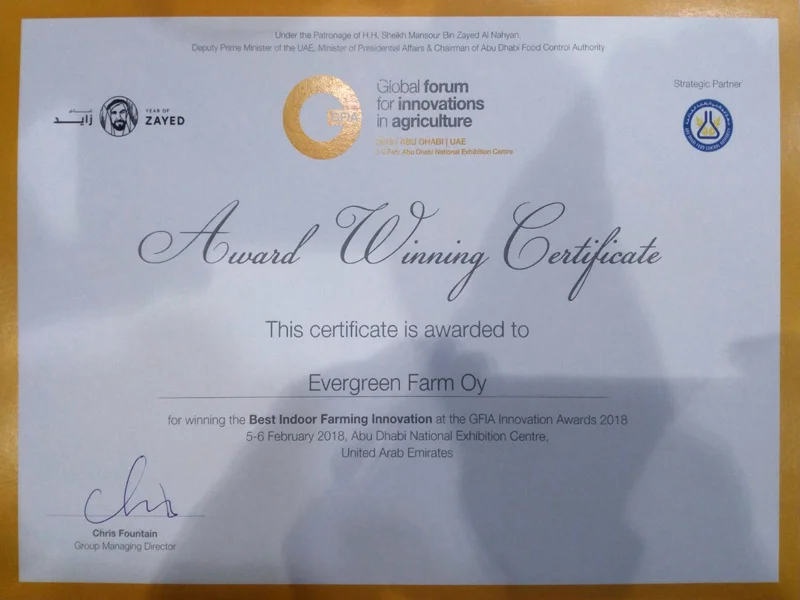 Under the Patronage of H.H. Sheikh Mansour Bin Zayed Al Nahyan,
Deputy Prime Minister of the UAE, Minister of Presidential Affairs & Chairman of Abu Dhabi Food Control Authority
زايد
YEAR OF
ZAYED
GFIA
Global forum
for innovations
in agriculture
ABU DHABI | UAE
Abu Dhabi National Exhibition Centre
Strategic Partner
Award Winning Certificate
This certificate is awarded to
Evergreen Farm Oy
for winning the Best Indoor Farming Innovation at the GFIA Innovation Awards 2018
5-6 February 2018, Abu Dhabi National Exhibition Centre,
United Arab Emirates
Chris Fountain
Group Managing Director